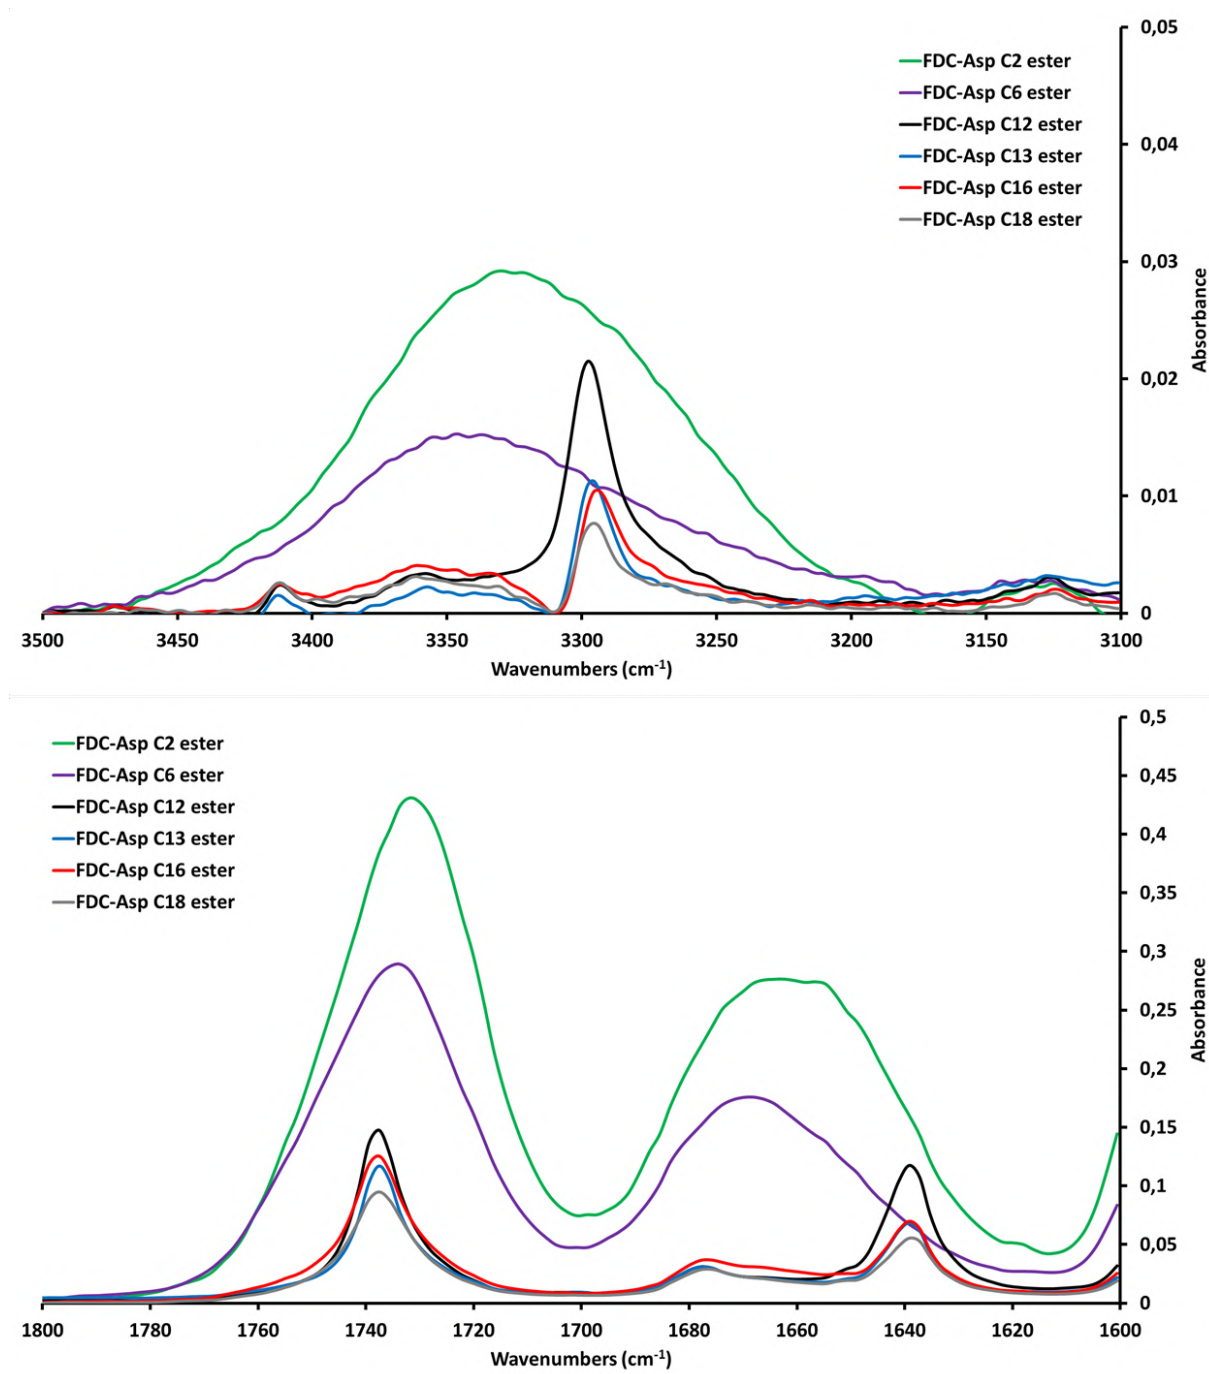 0,05
FDC-Asp C2 ester
FDC-Asp C6 ester
FDC-Asp C12 ester
0,04
FDC-Asp C13 ester
FDC-Asp C16 ester
FDC-Asp C18 ester
0,03
Absorbance
0,02
0,01
0
3500 3450 3400 3350 3300 3250 3200 3150 3100
Wavenumbers (cm-1)
0,5
FDC-Asp C2 ester
FDC-Asp C6 ester
0,45
FDC-Asp C12 ester
FDC-Asp C13 ester
0,4
FDC-Asp C16 ester
FDC-Asp C18 ester
0,35
0,3
0,25
Absorbance
0,2
0,15
0,1
0,05
0
1800 1780 1760 1740 1720 1700 1680 1660 1640 1620 1600
Wavenumbers (cm-1)